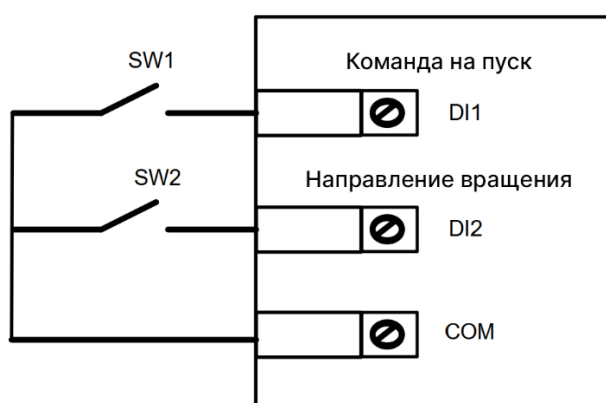 SW1
Команда на пуск
DI1
SW2
Направление вращения
DI2
COM